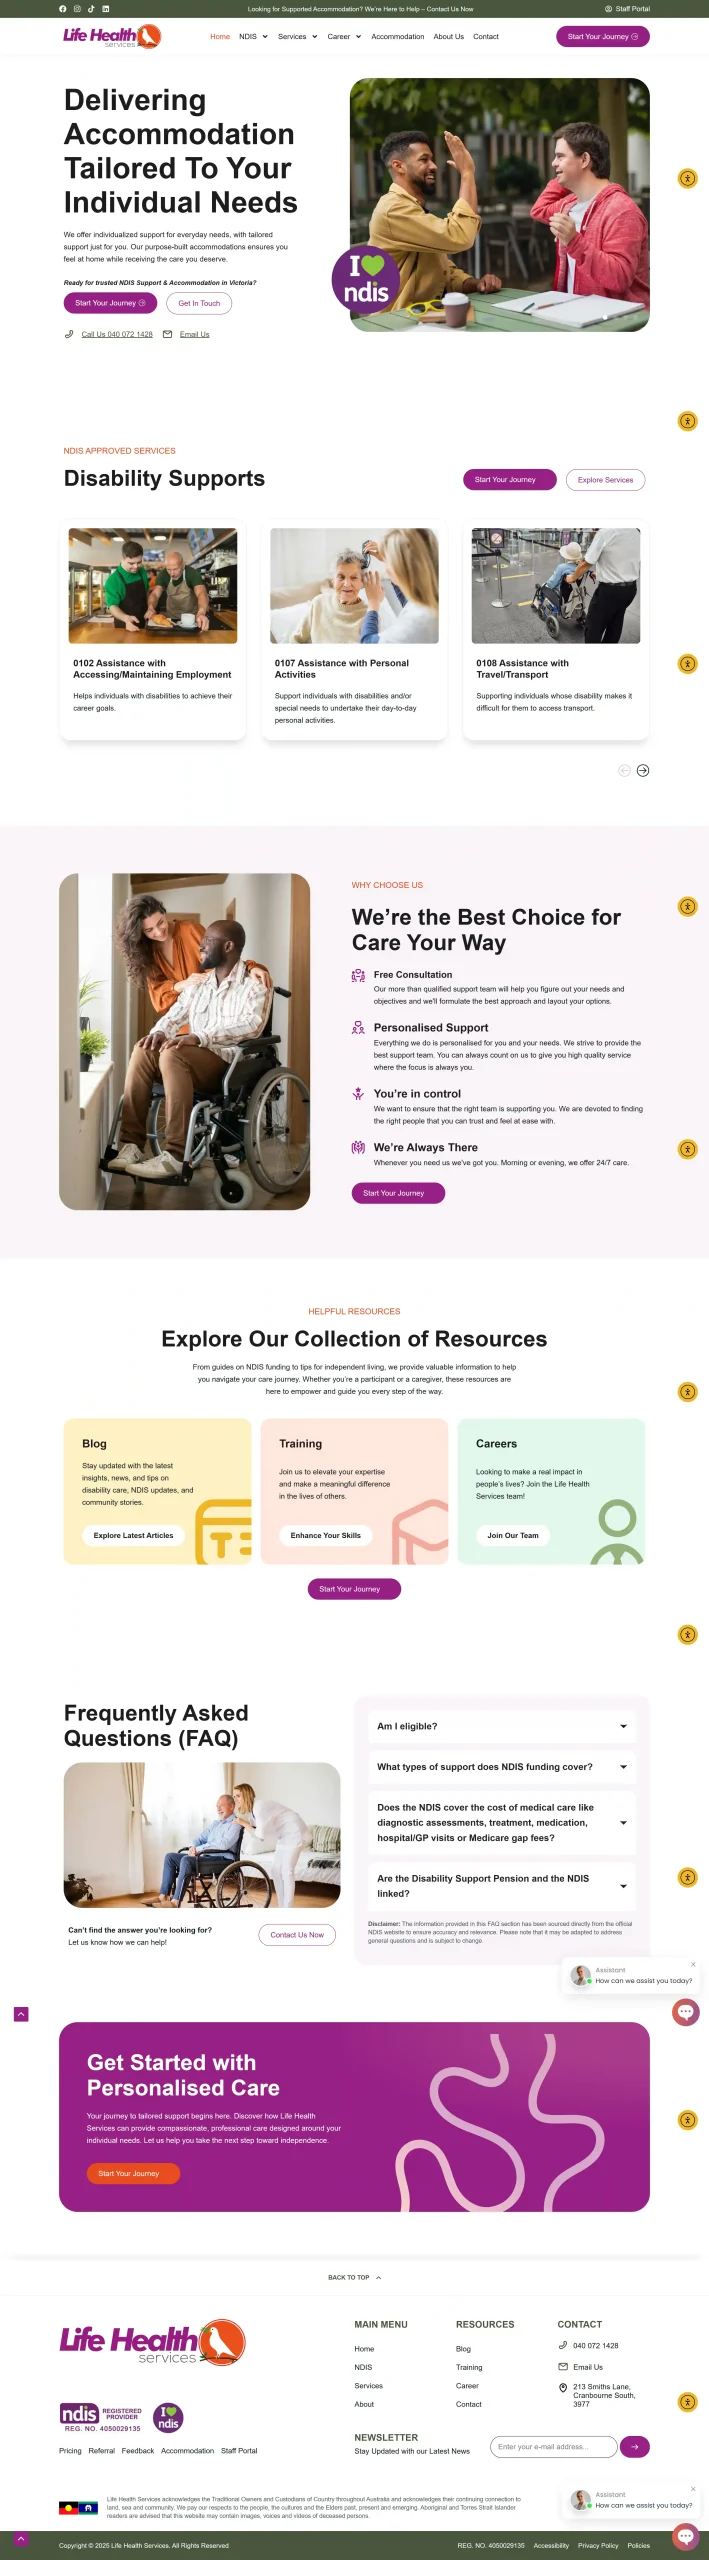 Looking for Supported Accommodation? We're Here to Help – Contact Us Now
Staff Portal
Life Health
services
Home NDIS Services Career Accommodation About Us Contact
Start Your Journey
Delivering
Accommodation
Tailored To Your
Individual Needs
We offer individualized support for everyday needs, with tailored
support just for you. Our purpose-built accommodations ensures you
feel at home while receiving the care you deserve.
Ready for trusted NDIS Support & Accommodation in Victoria?
Start Your Journey
Get In Touch
Call Us 040 072 1428
Email Us
I
ndis
NDIS APPROVED SERVICES
Disability Supports
Start Your Journey
Explore Services
0102 Assistance with
Accessing/Maintaining Employment
Helps individuals with disabilities to achieve their
career goals.
0107 Assistance with Personal
Activities
Support individuals with disabilities and/or
special needs to undertake their day-to-day
personal activities.
0108 Assistance with
Travel/Transport
Supporting individuals whose disability makes it
difficult for them to access transport.
WHY CHOOSE US
We're the Best Choice for
Care Your Way
Free Consultation
Our more than qualified support team will help you figure out your needs and
objectives and we'll formulate the best approach and layout your options.
Personalised Support
Everything we do is personalised for you and your needs. We strive to provide the
best support team. You can always count on us to give you high quality service
where the focus is always you.
You're in control
We want to ensure that the right team is supporting you. We are devoted to finding
the right people that you can trust and feel at ease with.
We're Always There
Whenever you need us we've got you. Morning or evening, we offer 24/7 care.
Start Your Journey
HELPFUL RESOURCES
Explore Our Collection of Resources
From guides on NDIS funding to tips for independent living, we provide valuable information to help
you navigate your care journey. Whether you're a participant or a caregiver, these resources are
here to empower and guide you every step of the way.
Blog
Stay updated with the latest
insights, news, and tips on
disability care, NDIS updates, and
community stories.
Explore Latest Articles
Training
Join us to elevate your expertise
and make a meaningful difference
in the lives of others.
Enhance Your Skills
Careers
Looking to make a real impact in
people's lives? Join the Life Health
Services team!
Join Our Team
Start Your Journey
Frequently Asked
Questions (FAQ)
Can't find the answer you're looking for?
Let us know how we can help!
Contact Us Now
Am I eligible?
What types of support does NDIS funding cover?
Does the NDIS cover the cost of medical care like
diagnostic assessments, treatment, medication,
hospital/GP visits or Medicare gap fees?
Are the Disability Support Pension and the NDIS
linked?
Disclaimer: The information provided in this FAQ section has been sourced directly from the official
NDIS website to ensure accuracy and relevance. Please note that it may be adapted to address
general questions and is subject to change.
Assistant
How can we assist you today?
Get Started with
Personalised Care
Your journey to tailored support begins here. Discover how Life Health
Services can provide compassionate, professional care designed around your
individual needs. Let us help you take the next step toward independence.
Start Your Journey
BACK TO TOP
Life Health
services
ndis REGISTERED
PROVIDER
REG. NO. 4050029135
I
ndis
Pricing Referral Feedback Accommodation Staff Portal
MAIN MENU
Home
NDIS
Services
About
RESOURCES
Blog
Training
Career
Contact
CONTACT
040 072 1428
Email Us
213 Smiths Lane,
Cranbourne South,
3977
NEWSLETTER
Stay Updated with our Latest News
Enter your e-mail address...
Life Health Services acknowledges the Traditional Owners and Custodians of Country throughout Australia and acknowledges their continuing connection to
land, sea and community. We pay our respects to the people, the cultures and the Elders past, present and emerging. Aboriginal and Torres Strait Islander
readers are advised that this website may contain images, voices and videos of deceased persons.
Assistant
How can we assist you today?
Copyright © 2025 Life Health Services. All Rights Reserved
REG. NO. 4050029135 Accessibility Privacy Policy Policies